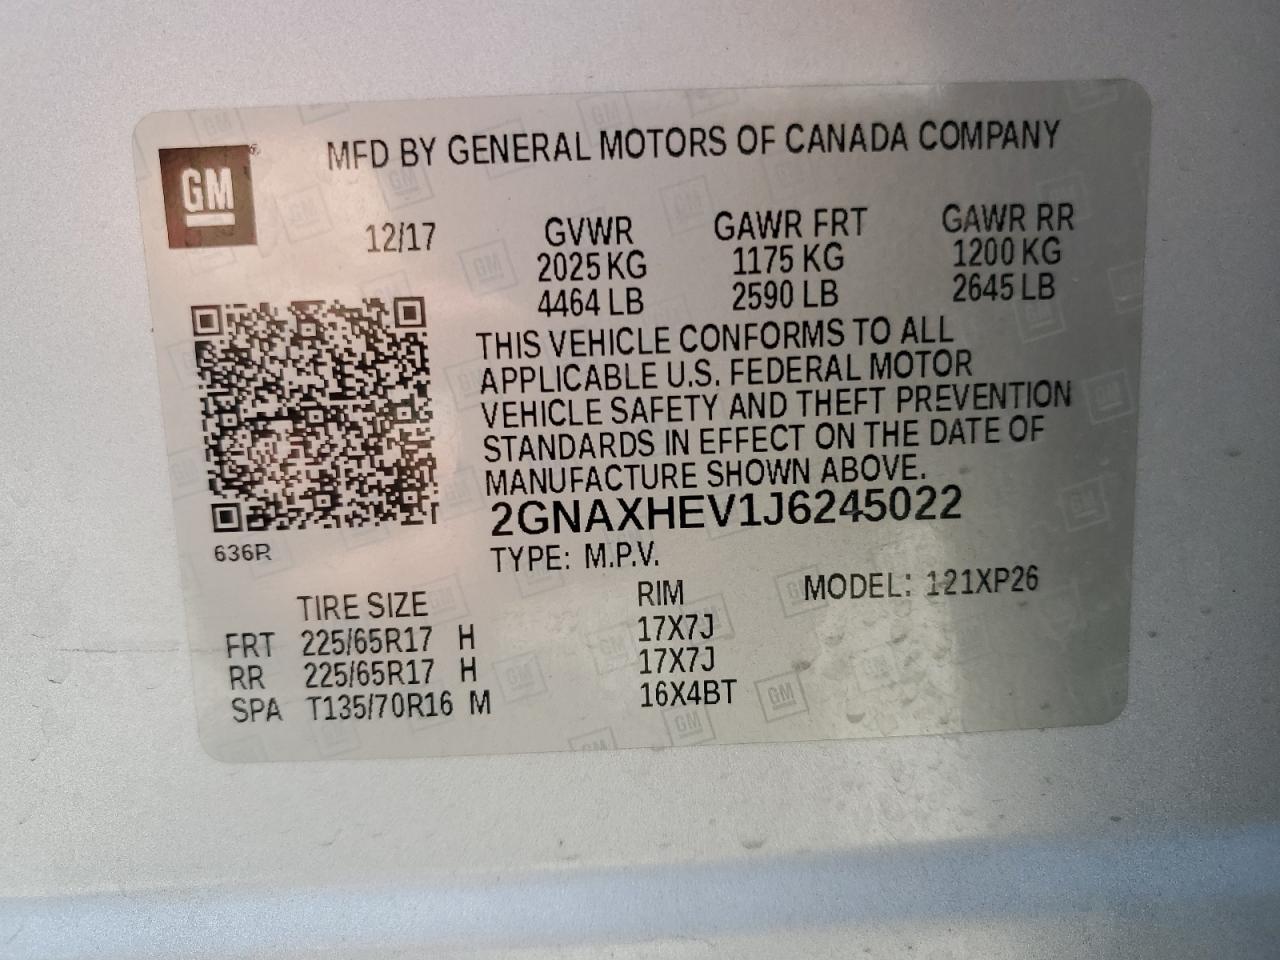 MFD BY GENERAL MOTORS OF CANADA COMPANY
GM
12/17 GVWR GAWR FRT GAWR RR
2025 KG 1175 KG 1200 KG
4464 LB 2590 LB 2645 LB
THIS VEHICLE CONFORMS TO ALL
APPLICABLE U.S. FEDERAL MOTOR
VEHICLE SAFETY AND THEFT PREVENTION
STANDARDS IN EFFECT ON THE DATE OF
MANUFACTURE SHOWN ABOVE.
2GNAXHEV1J6245022
636R
TYPE: M.P.V.
MODEL: 121XP26
TIRE SIZE RIM
FRT 225/65R17 H 17X7J
RR 225/65R17 H 17X7J
SPA T135/70R16 M 16X4BT